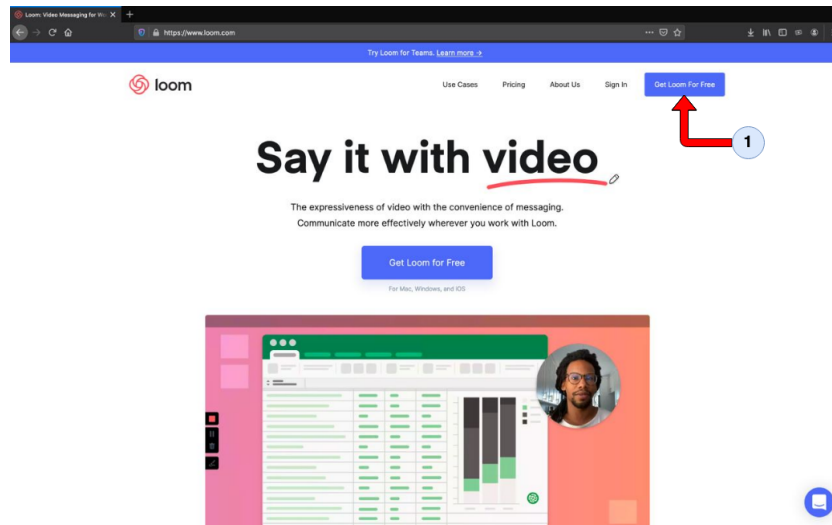 Loom: Video Messaging for Wo
https://www.loom.com
Try Loom for Teams. Learn more →
loom
Use Cases
Pricing
About Us
Sign In
Get Loom For Free
1
Say it with video
The expressiveness of video with the convenience of messaging.
Communicate more effectively wherever you work with Loom.
Get Loom for Free
For Mac, Windows, and iOS